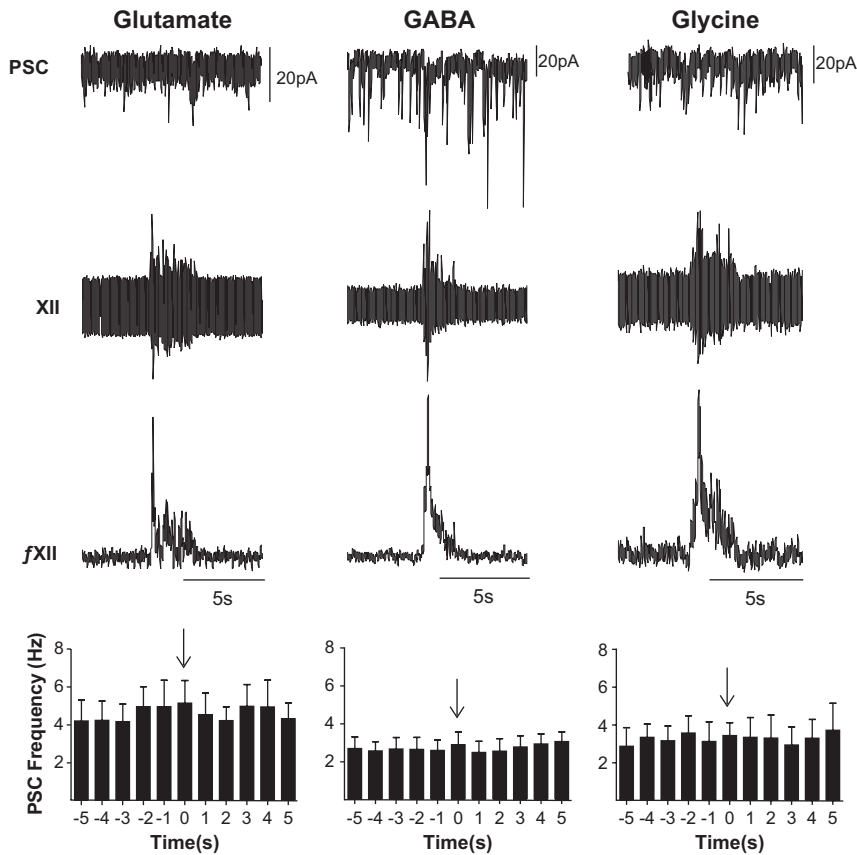 Glutamate GABA Glycine
PSC
20pA 20pA 20pA
XII
ƒXII
5s 5s 5s
PSC Frequency (Hz)
8 8 8
6 6 6
4 4 4
2 2 2
-5 -4 -3 -2 -1 0 1 2 3 4 5 -5 -4 -3 -2 -1 0 1 2 3 4 5 -5 -4 -3 -2 -1 0 1 2 3 4 5
Time(s) Time(s) Time(s)